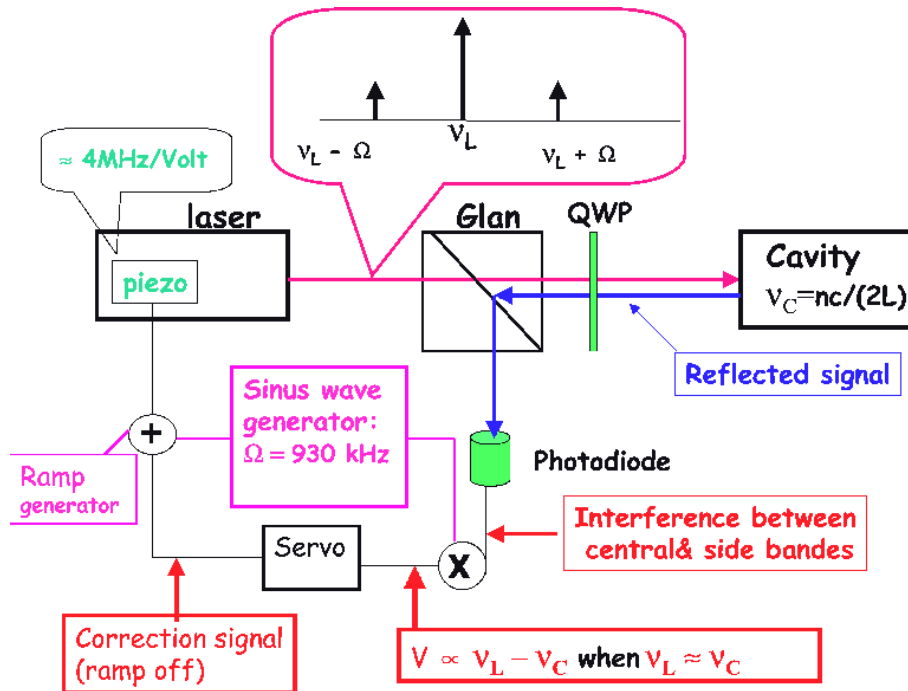 ν_L
ν_L - Ω
ν_L + Ω
≈ 4MHz/Volt
laser
Glan
QWP
piezo
Cavity
ν_C=nc/(2L)
Reflected signal
Sinus wave
generator:
Ω = 930 kHz
+
Ramp
generator
Photodiode
Interference between
central& side bandes
Servo
X
Correction signal
(ramp off)
V ∝ ν_L - ν_C when ν_L ≈ ν_C